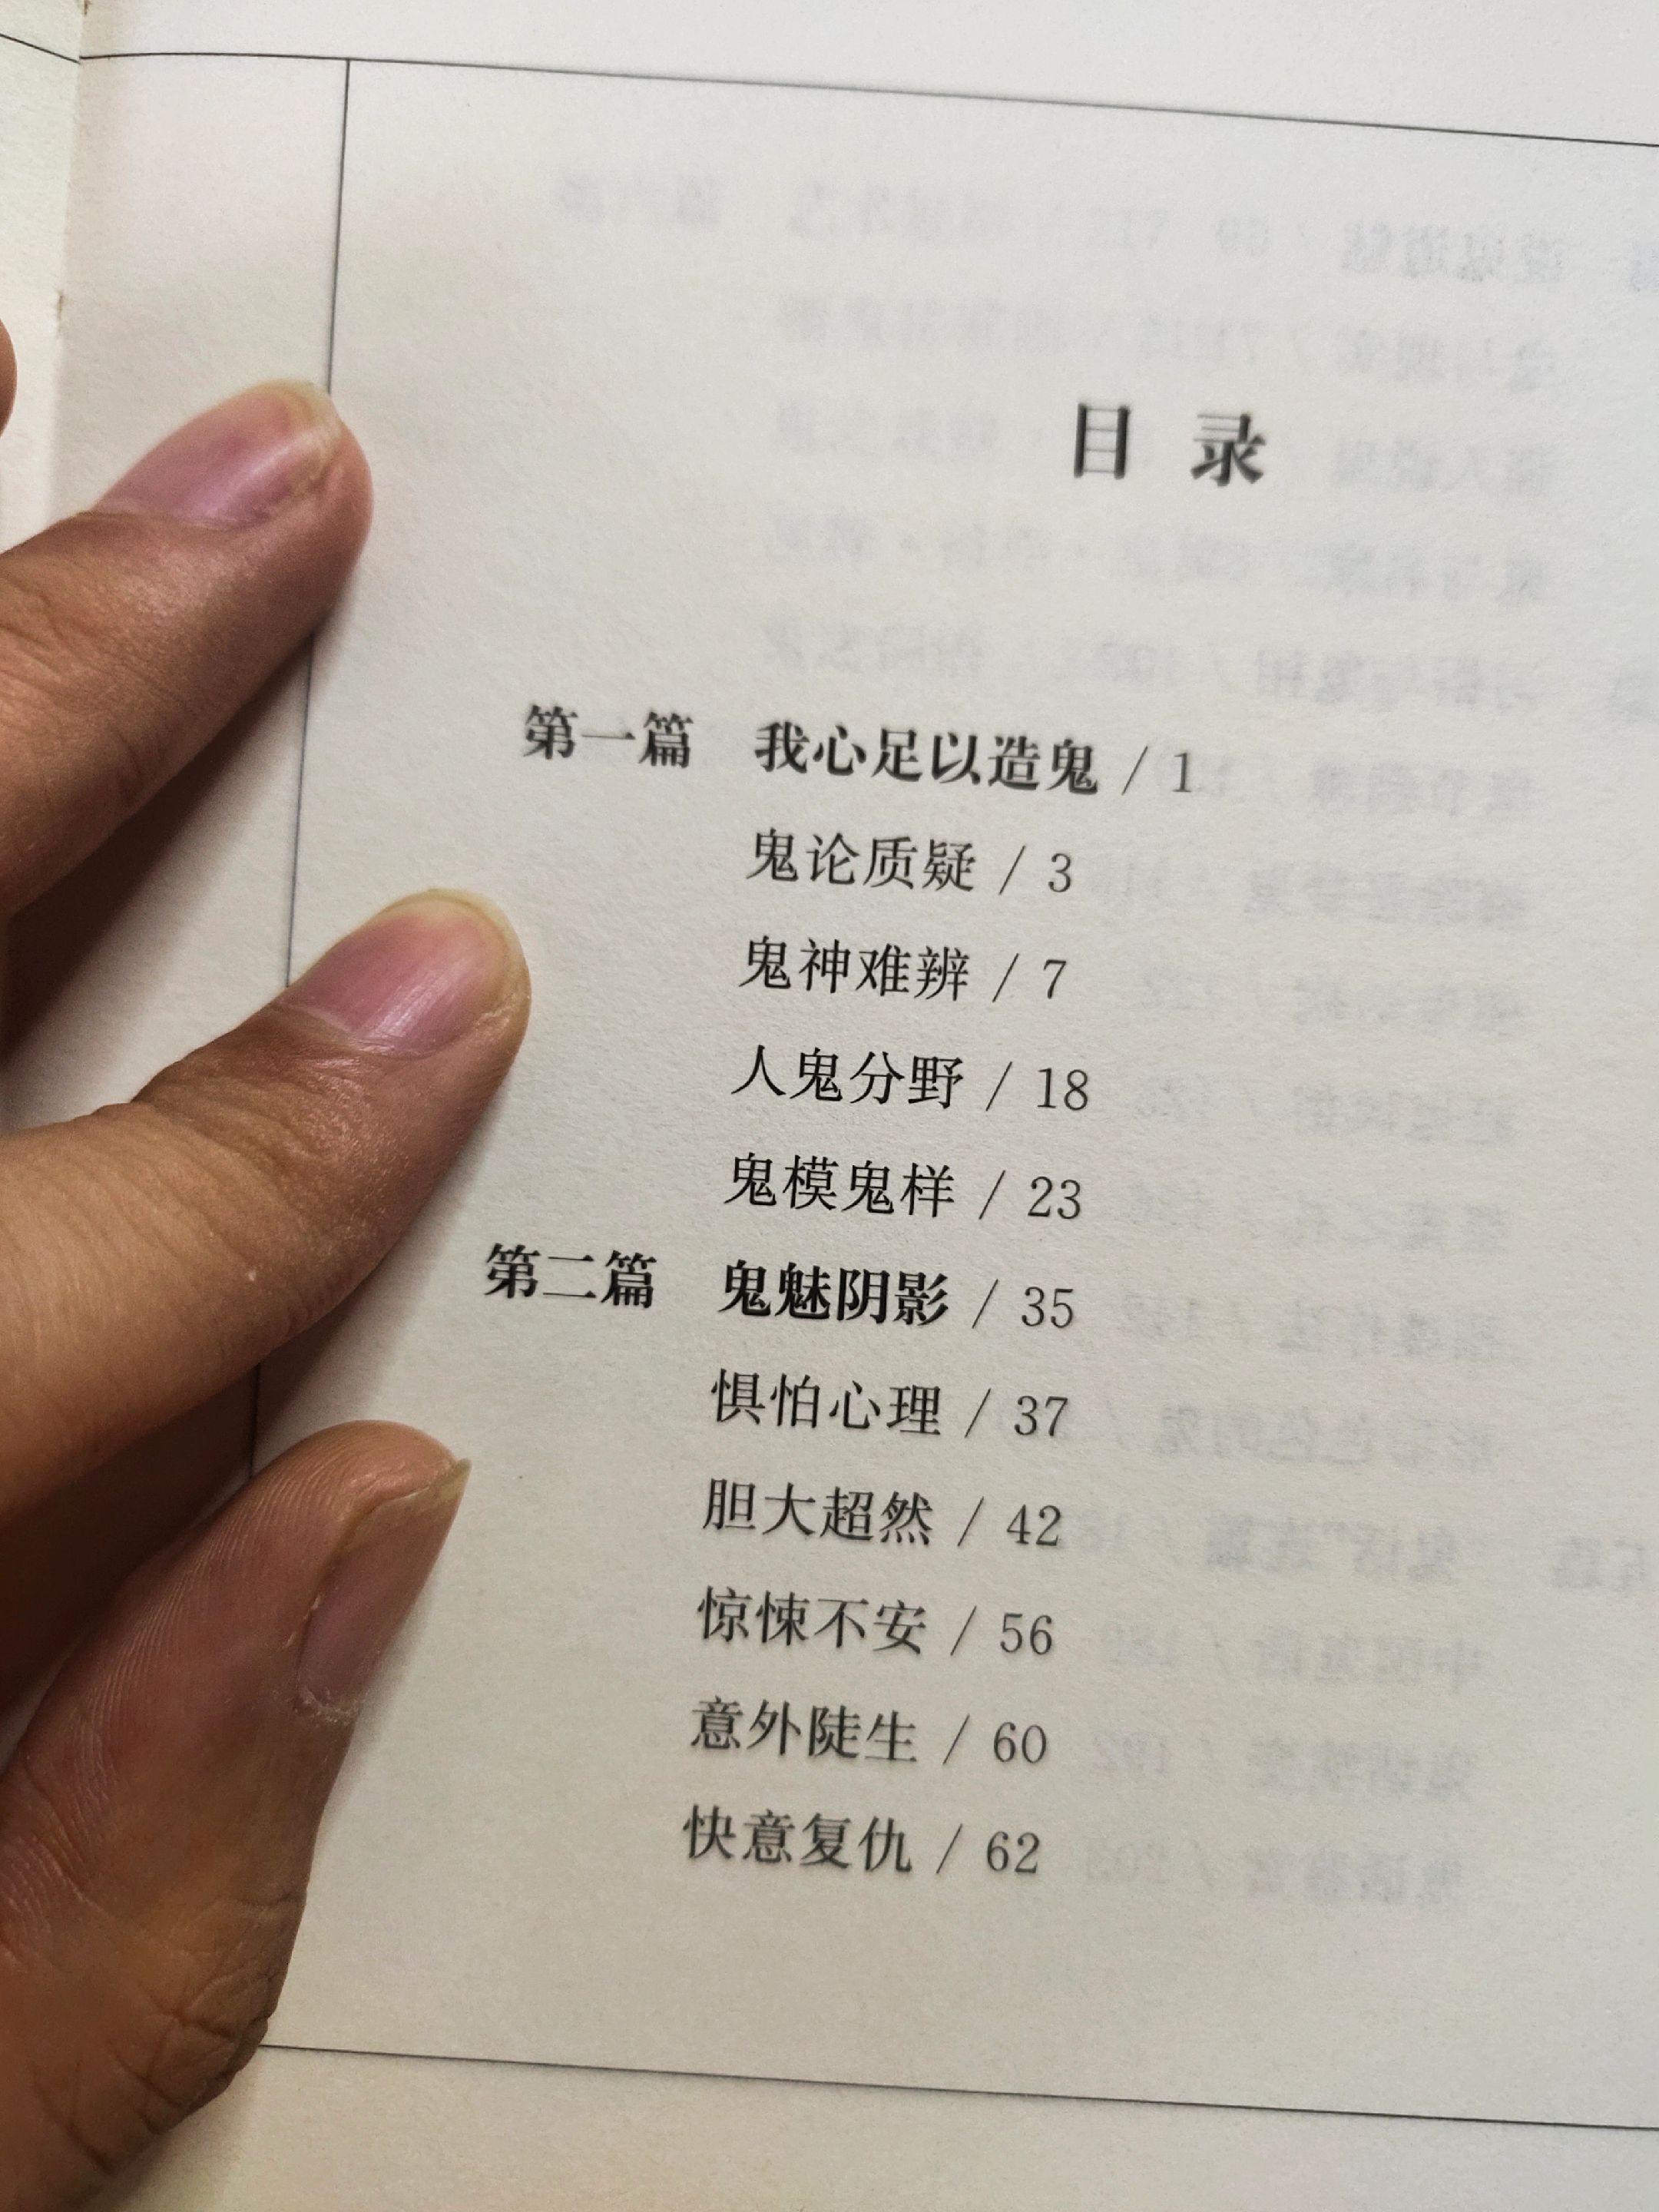 目 录
第一篇 我心足以造鬼 / 1
鬼论质疑 / 3
鬼神难辨 / 7
人鬼分野 / 18
鬼模鬼样 / 23
第二篇 鬼魅阴影 / 35
惧怕心理 / 37
胆大超然 / 42
惊悚不安 / 56
意外陡生 / 60
快意复仇 / 62